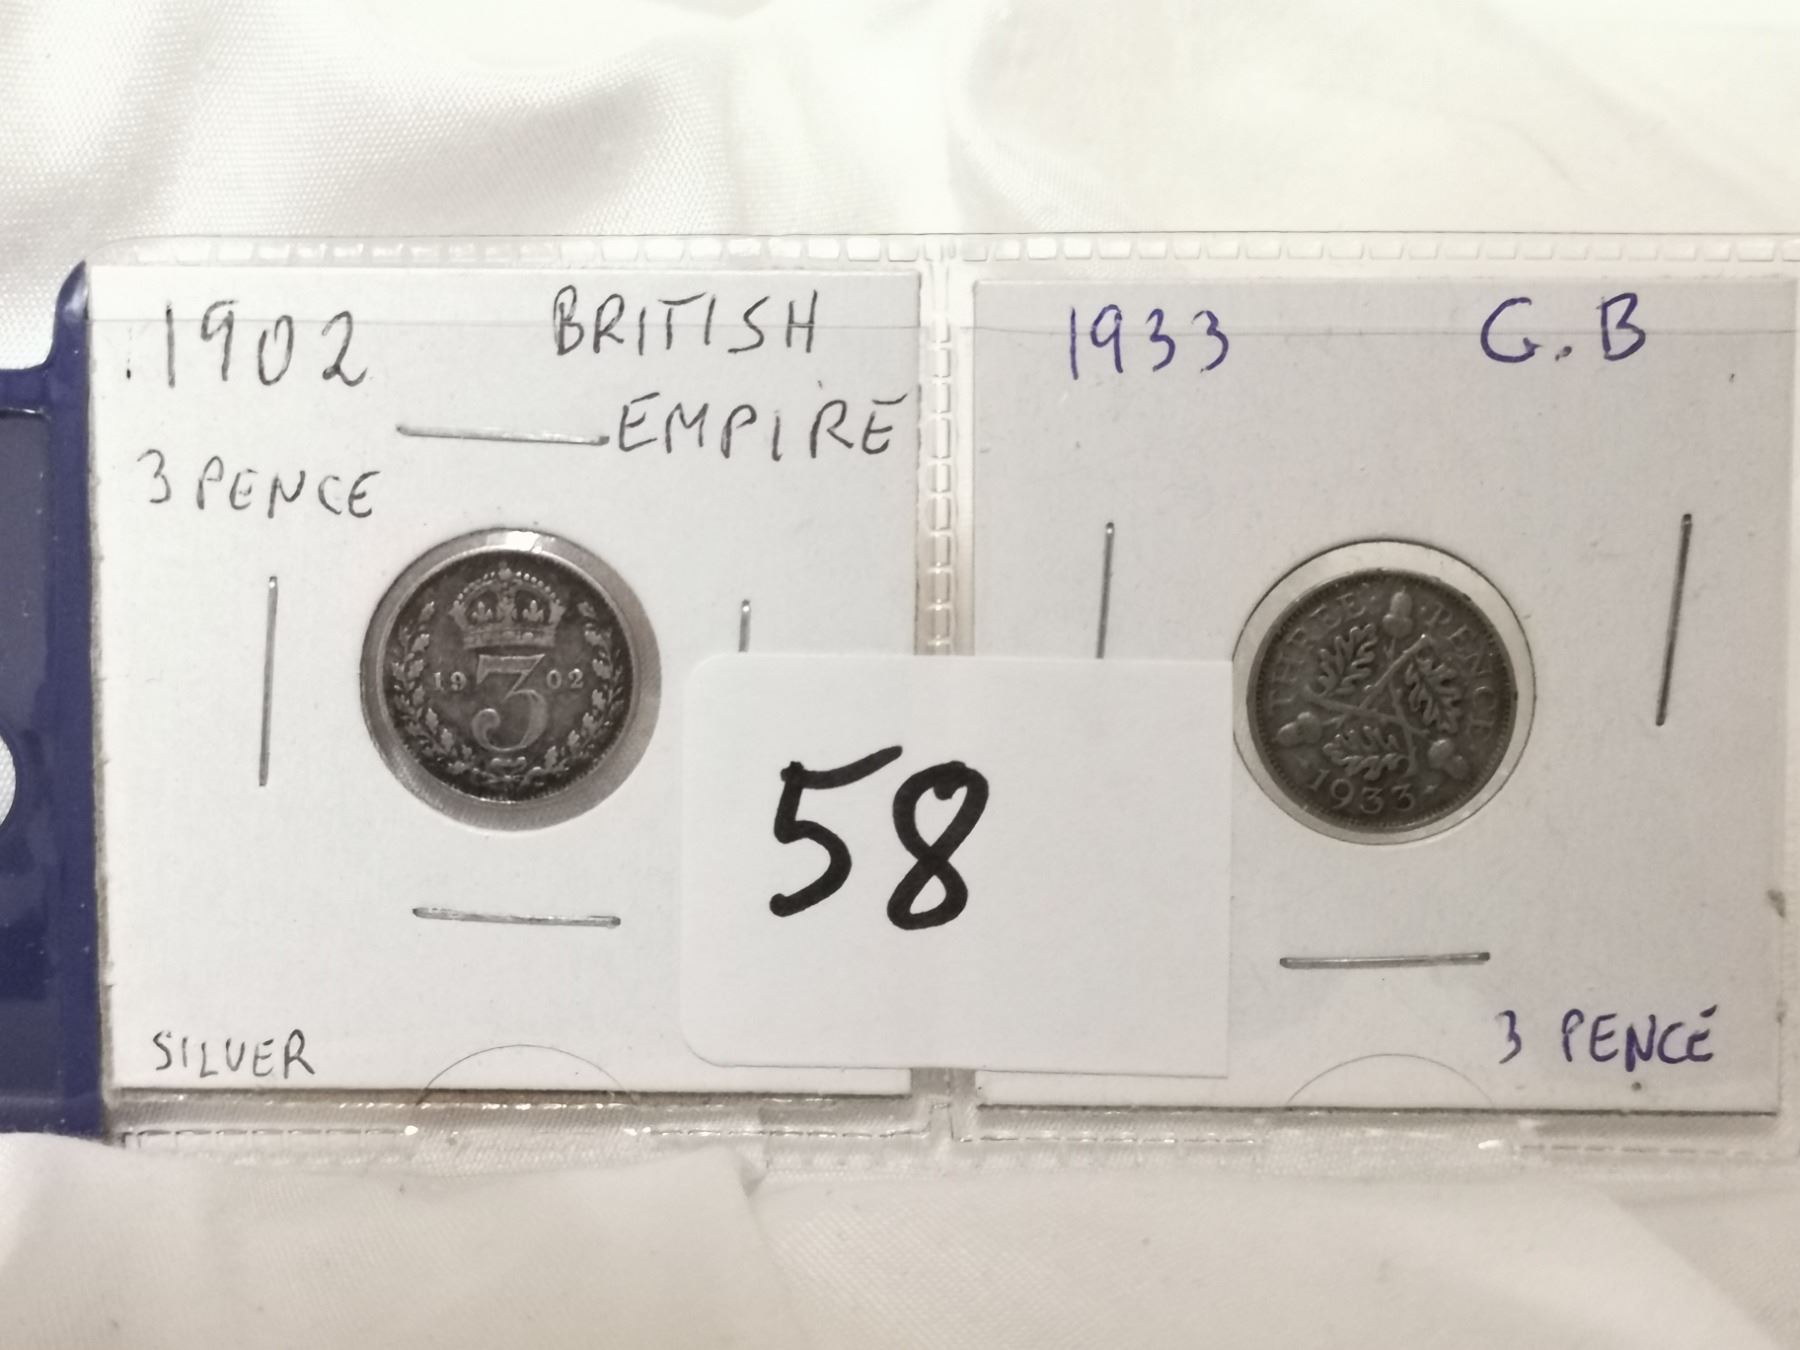 1902
BRITISH
EMPIRE
3 PENCE
19 3 02
SILVER
58
1933
G.B
THREE · PENCE
1933
3 PENCE